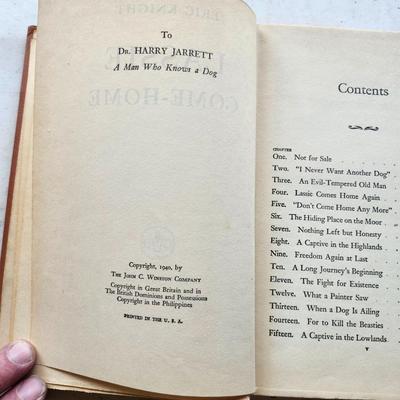 To
DR. HARRY JARRETT
A Man Who Knows a Dog
ERIC KNIGHT
LASSIE
COME-HOME
Copyright, 1940, by
THE JOHN C. WINSTON COMPANY
Copyright in Great Britain and in
The British Dominions and Possessions
Copyright in the Philippines
PRINTED IN THE U. S. A.
Contents
CHAPTER
One. Not for Sale . .
Two. "I Never Want Another Dog" .
Three. An Evil-Tempered Old Man .
Four. Lassie Comes Home Again .
Five. "Don't Come Home Any More" .
Six. The Hiding Place on the Moor .
Seven. Nothing Left but Honesty .
Eight. A Captive in the Highlands .
Nine. Freedom Again at Last .
Ten. A Long Journey's Beginning .
Eleven. The Fight for Existence .
Twelve. What a Painter Saw .
Thirteen. When a Dog is Ailing .
Fourteen. For to Kill the Beasties .
Fifteen. A Captive in the Lowlands .
v